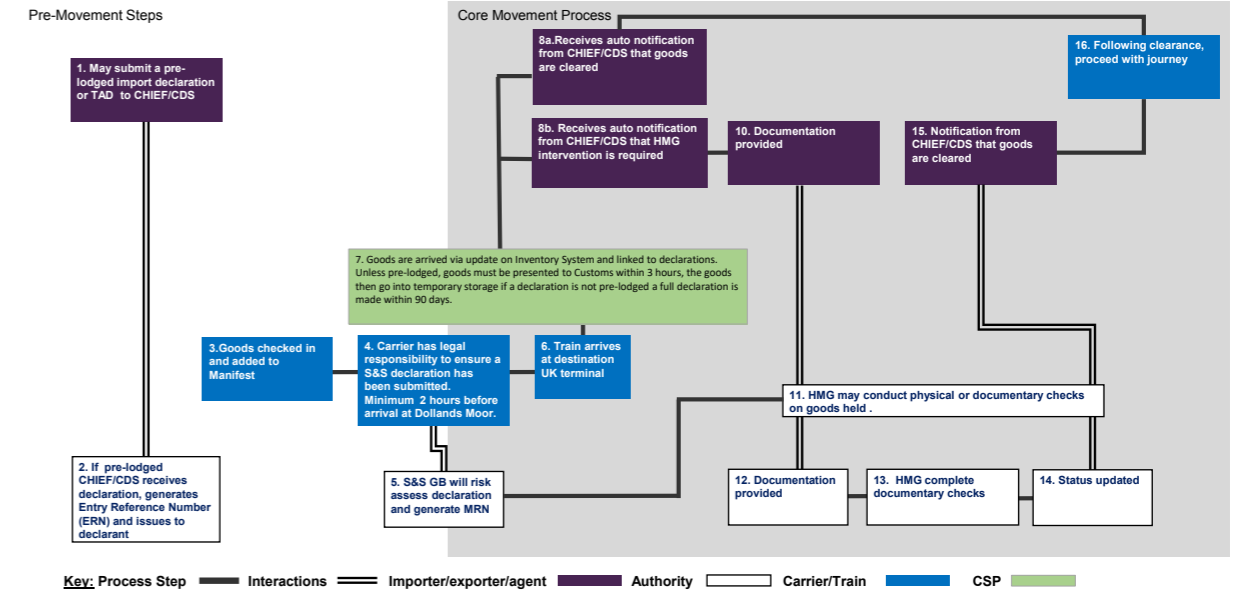 Pre-Movement Steps
Core Movement Process
1. May submit a pre-
lodged import declaration
or TAD to CHIEF/CDS
8a.Receives auto notification
from CHIEF/CDS that goods
are cleared
16. Following clearance,
proceed with journey
8b. Receives auto notification
from CHIEF/CDS that HMG
intervention is required
10. Documentation
provided
15. Notification from
CHIEF/CDS that goods
are cleared
7. Goods are arrived via update on Inventory System and linked to declarations.
Unless pre-lodged, goods must be presented to Customs within 3 hours, the goods
then go into temporary storage if a declaration is not pre-lodged a full declaration is
made within 90 days.
3.Goods checked in
and added to
Manifest
4. Carrier has legal
responsibility to ensure a
S&S declaration has
been submitted.
Minimum 2 hours before
arrival at Dollands Moor.
6. Train arrives
at destination
UK terminal
11. HMG may conduct physical or documentary checks
on goods held .
2. If pre-lodged
CHIEF/CDS receives
declaration, generates
Entry Reference Number
(ERN) and issues to
declarant
5. S&S GB will risk
assess declaration
and generate MRN
12. Documentation
provided
13. HMG complete
documentary checks
14. Status updated
Key: Process Step Interactions Importer/exporter/agent Authority Carrier/Train CSP